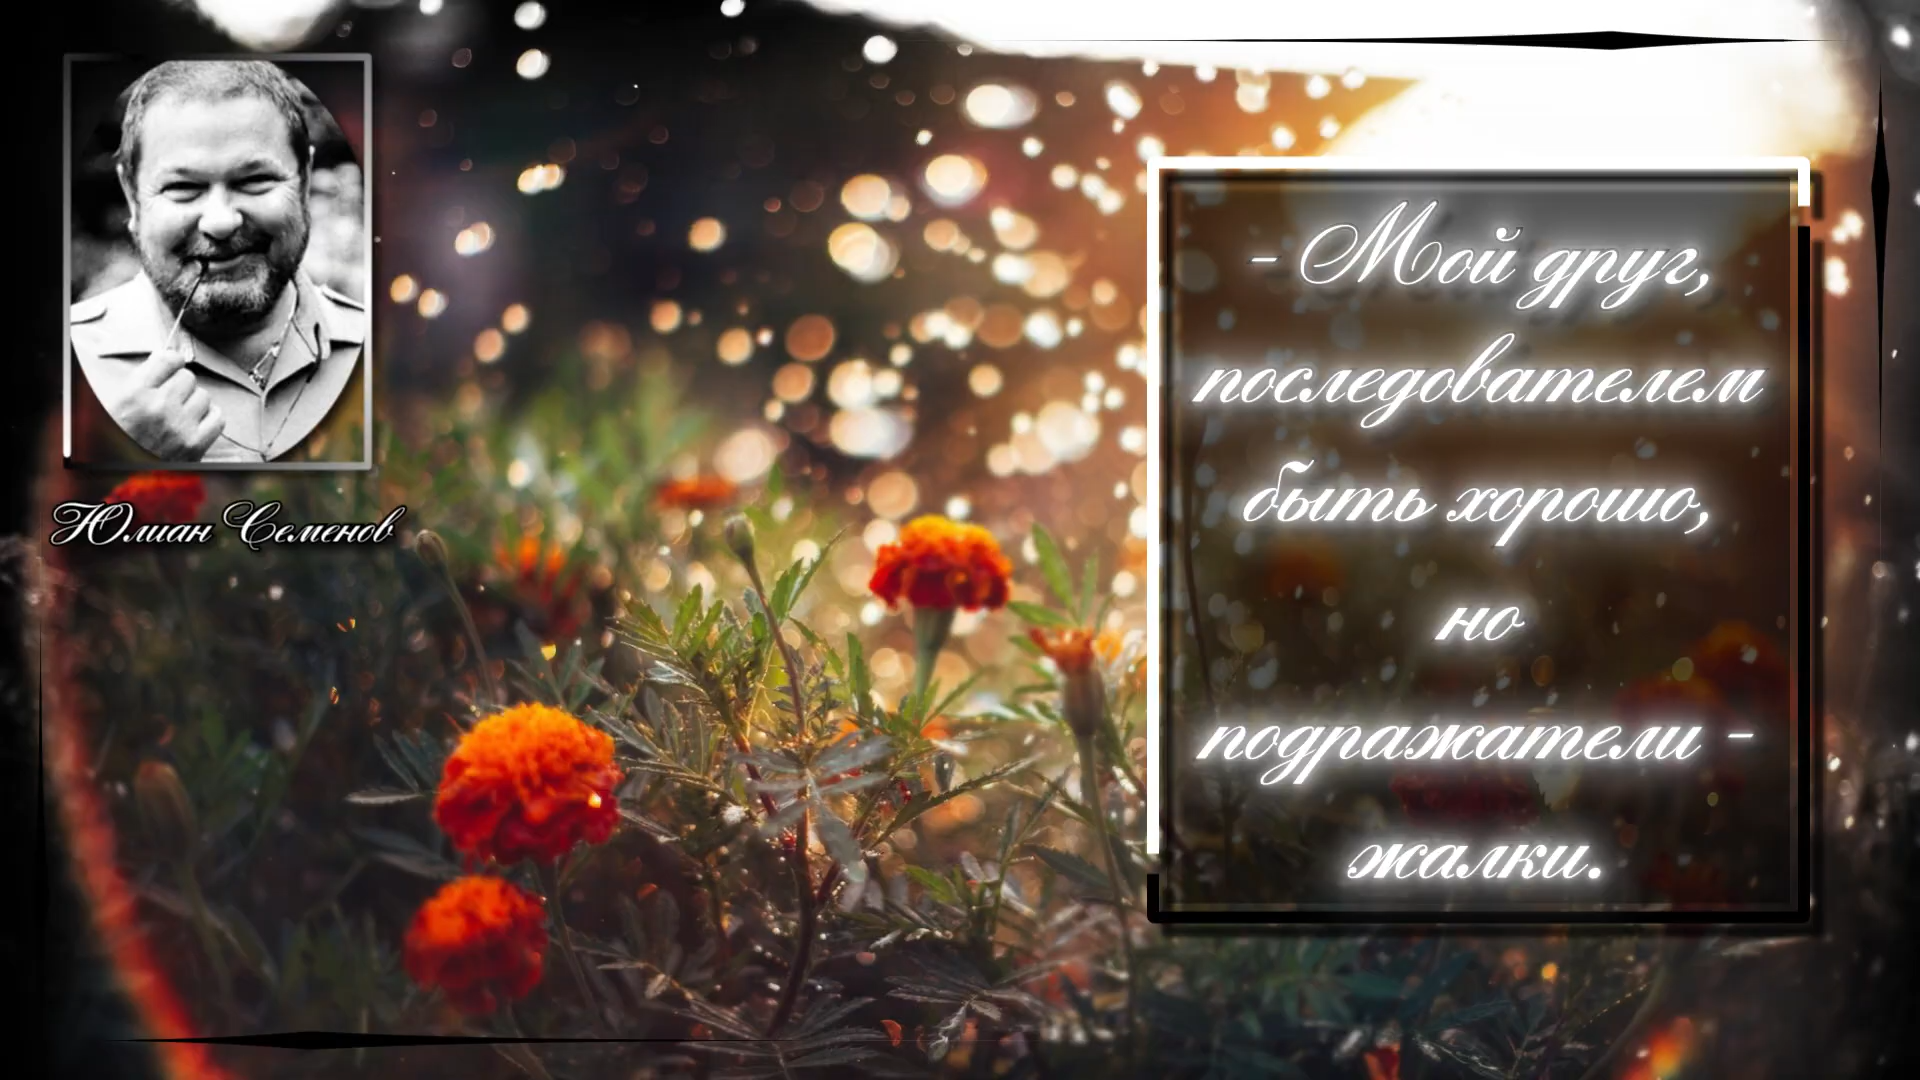 Юлиан Семенов
- Мой друг,
последователем
быть хорошо,
но
подражатели -
жалки.